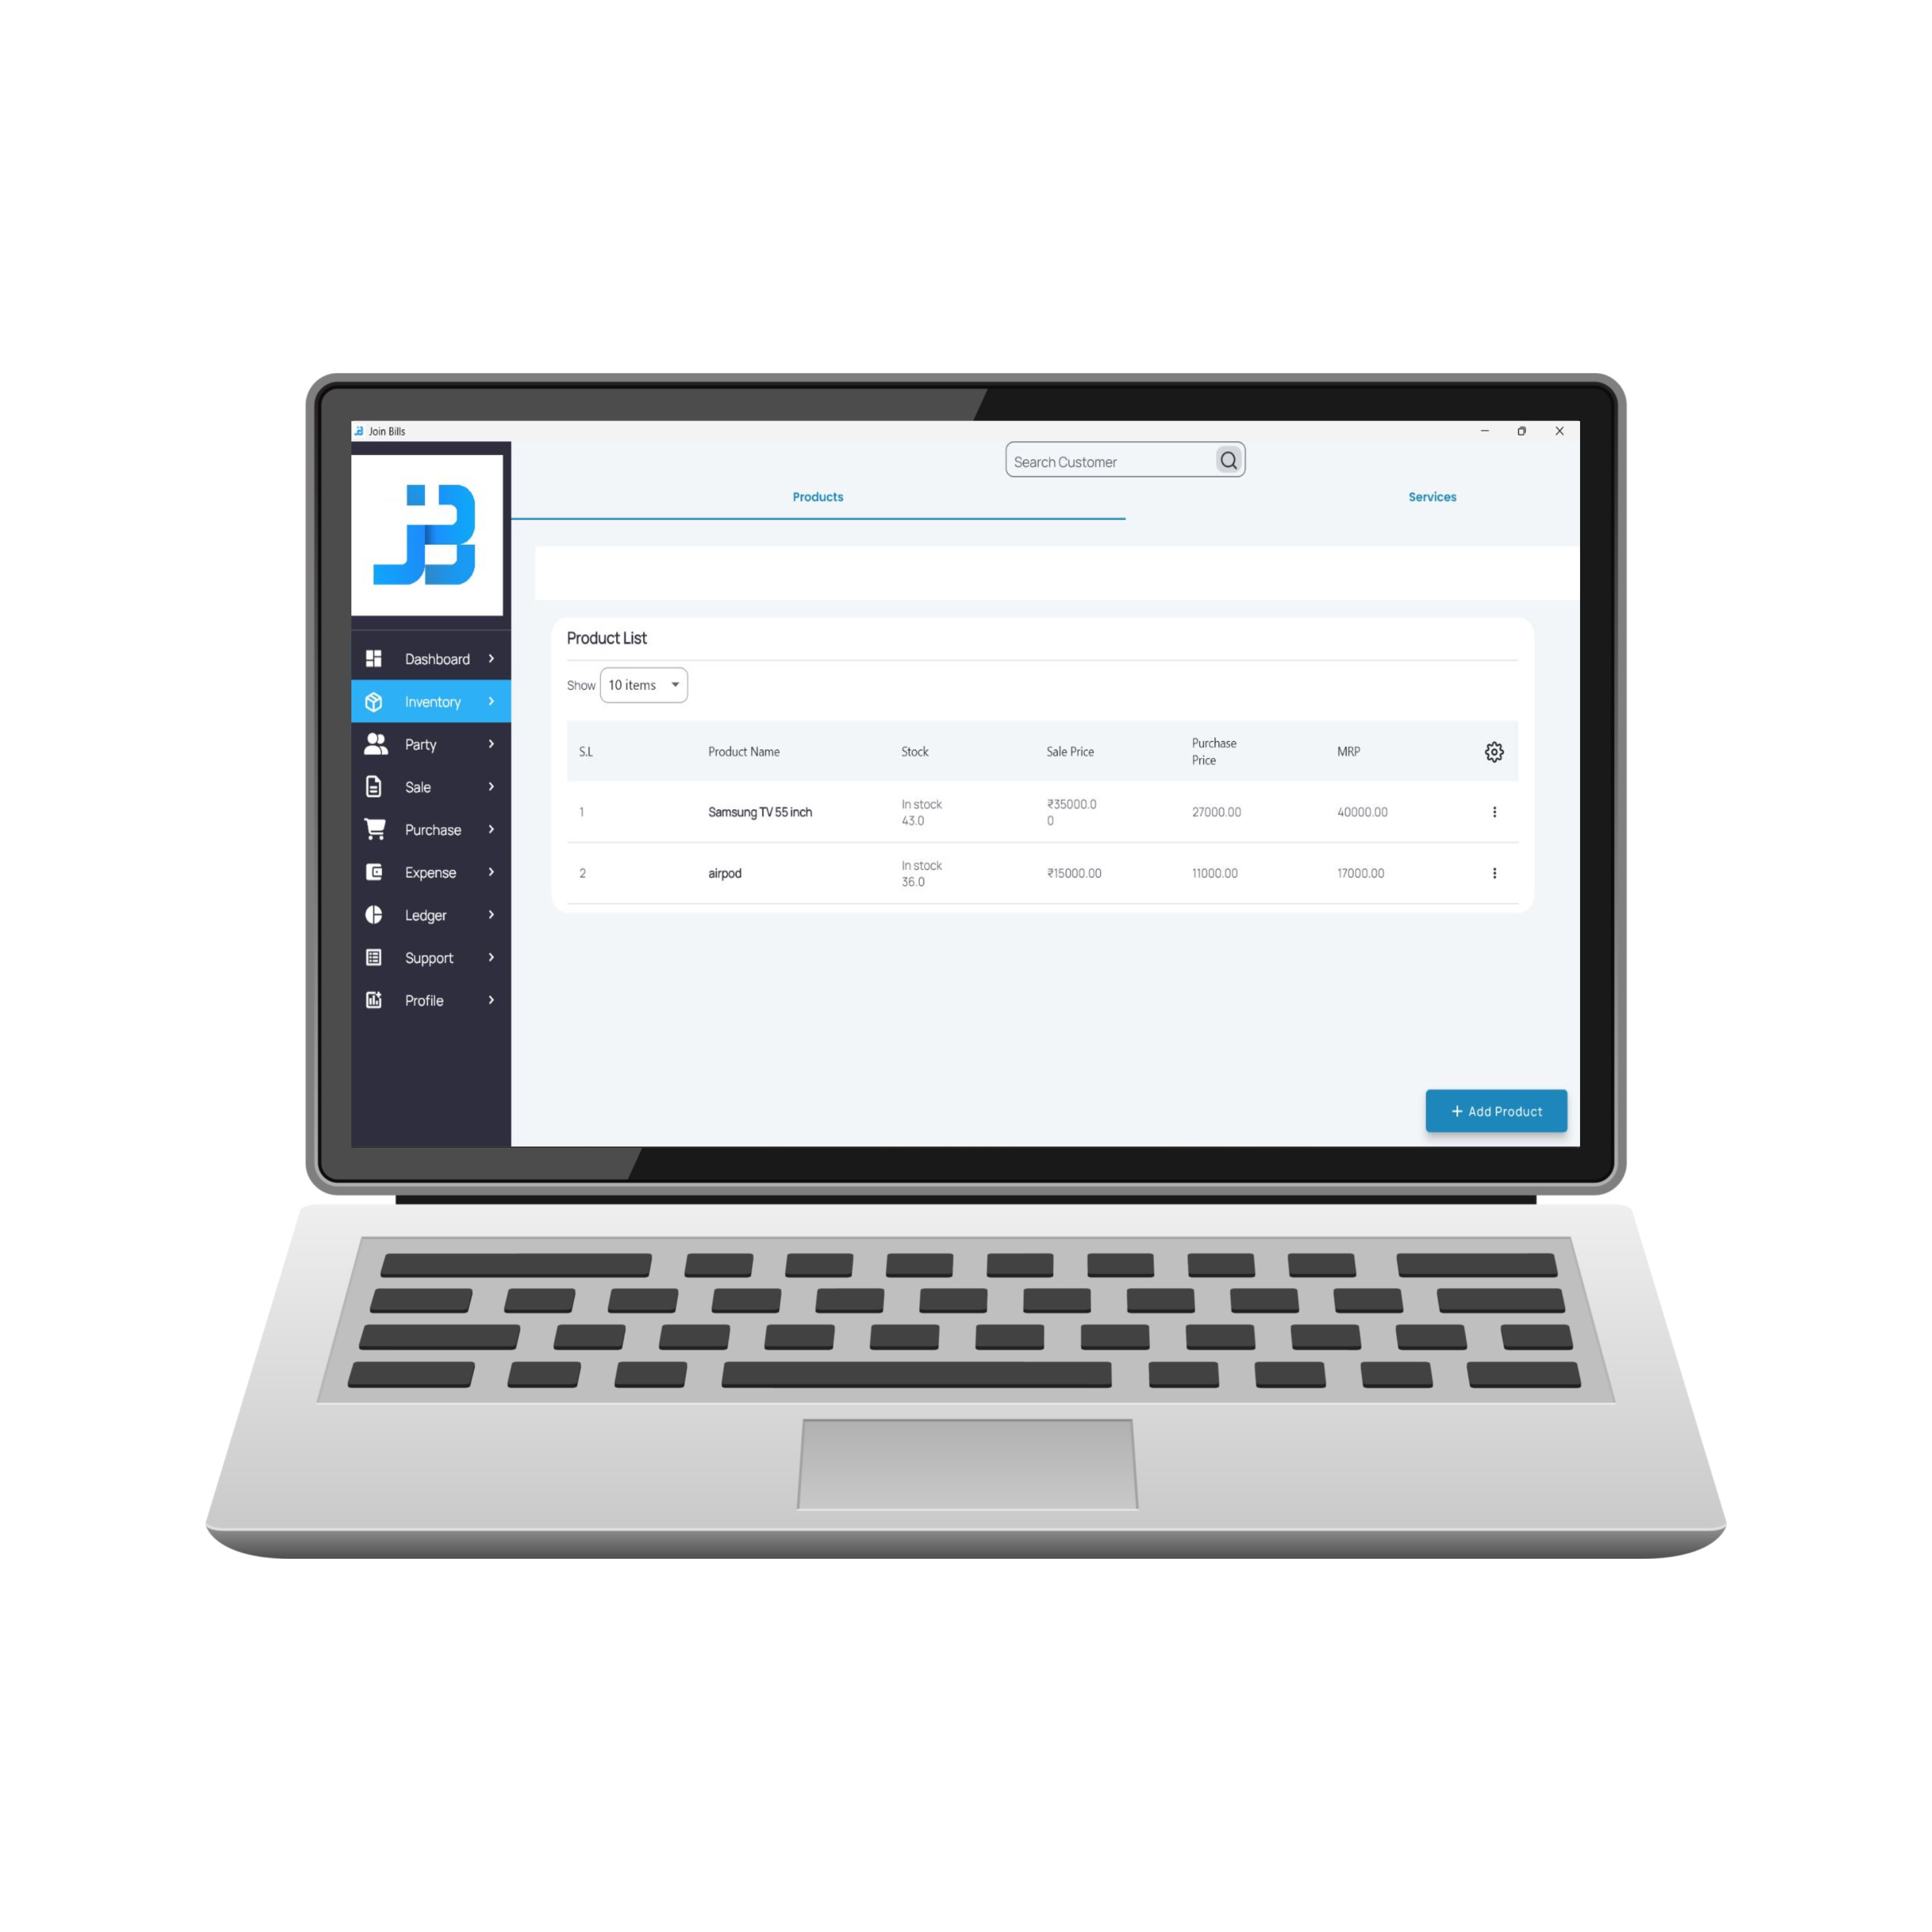 Join Bills
Search Customer
Products
Services
JB
Dashboard
Inventory
Party
Sale
Purchase
Expense
Ledger
Support
Profile
Product List
Show 10 items
S.L Product Name Stock Sale Price Purchase Price MRP
1 Samsung TV 55 inch In stock 43.0 ₹35000.0 0 27000.00 40000.00
2 airpod In stock 36.0 ₹15000.00 11000.00 17000.00
+ Add Product